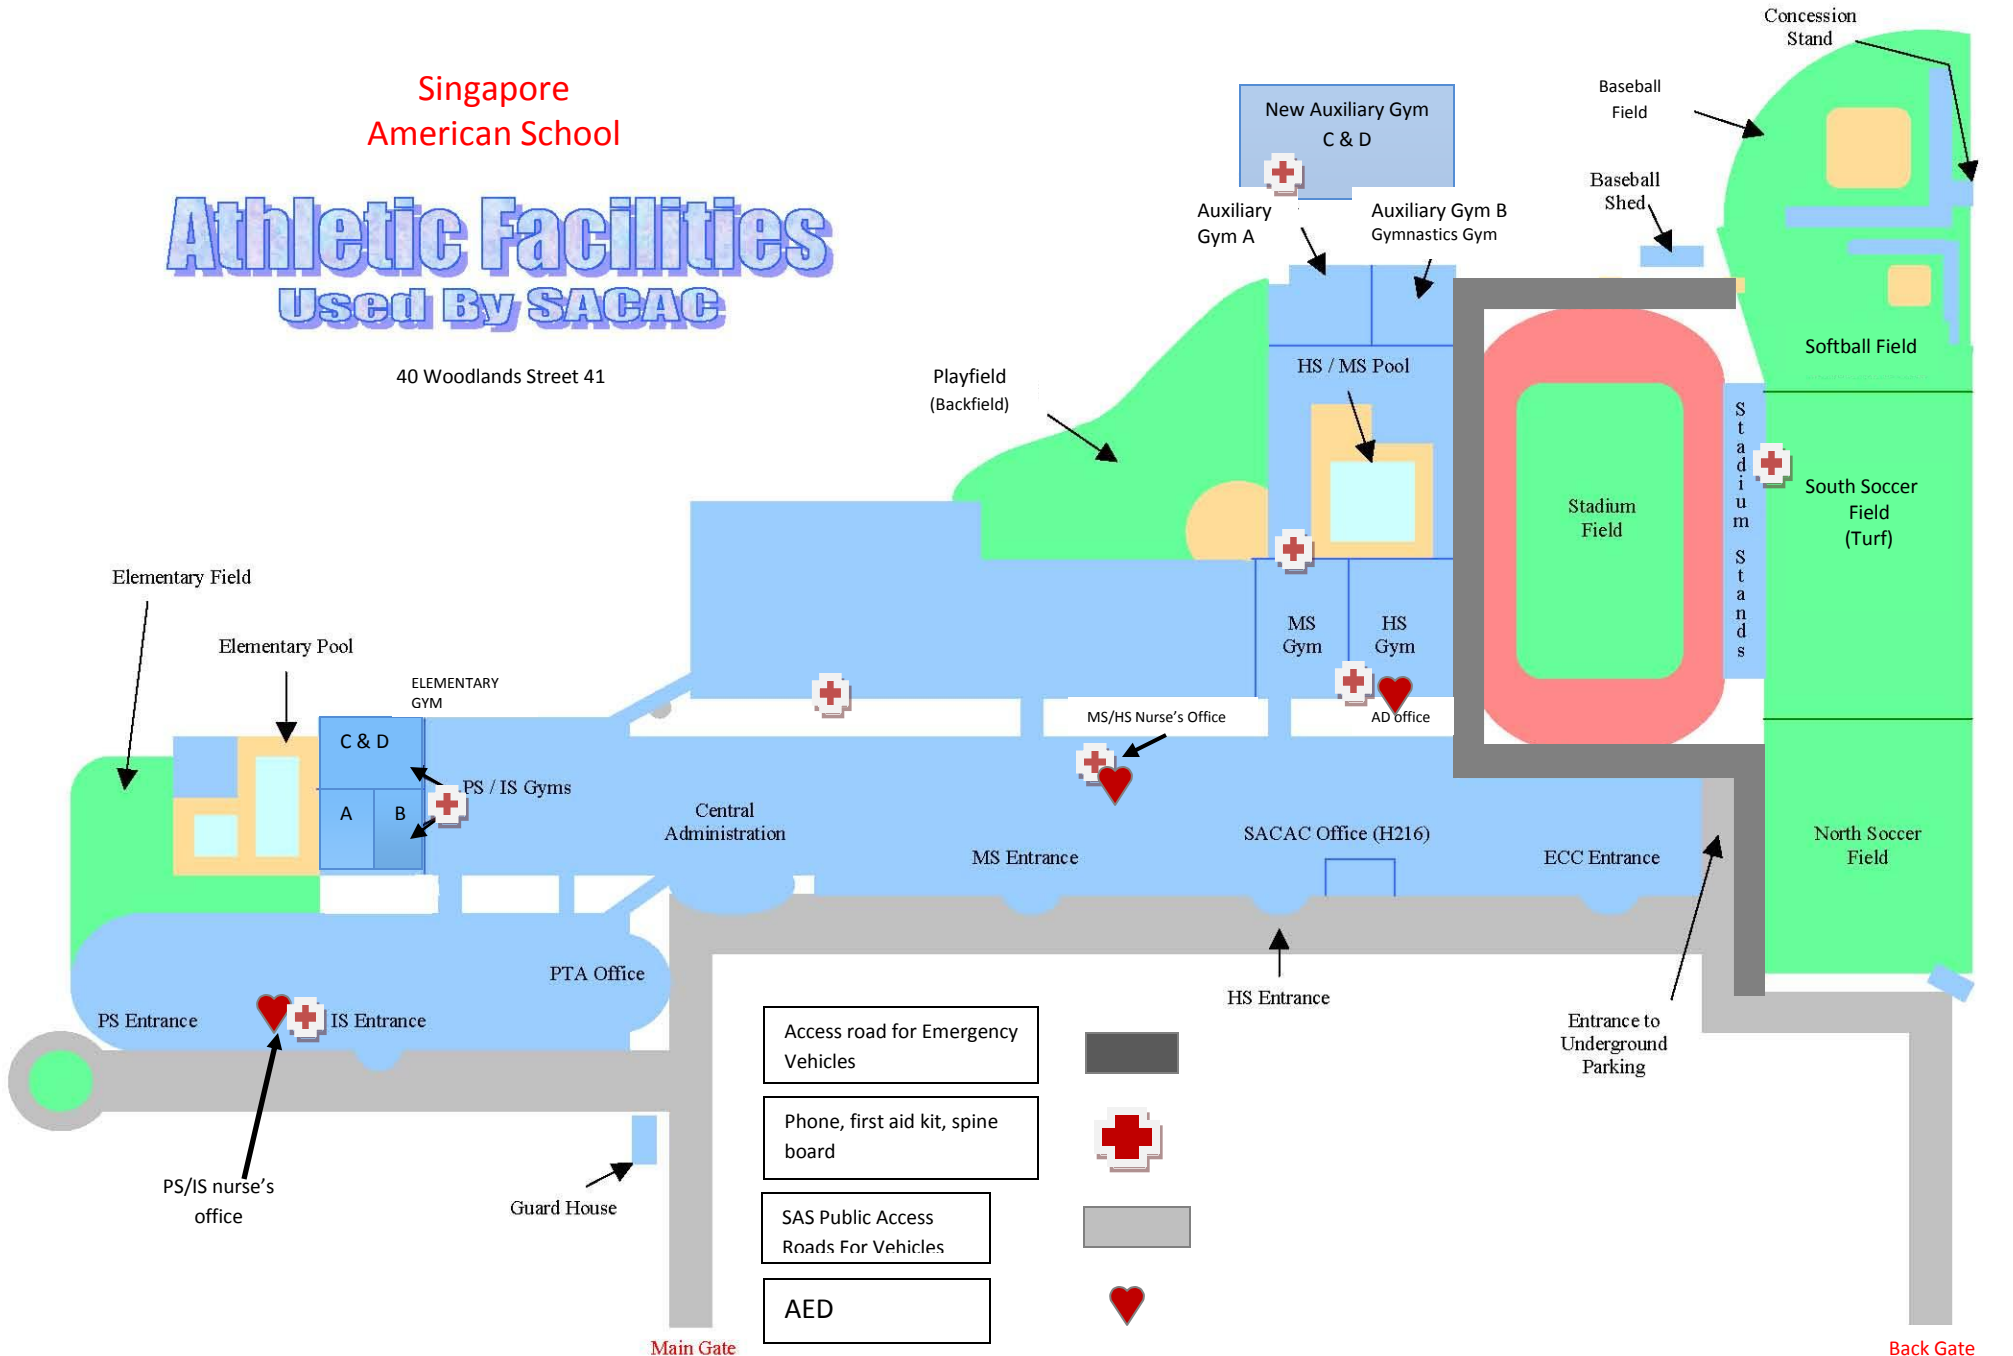 Singapore
American School
Athletic Facilities
Used By SACAC
40 Woodlands Street 41
Concession
Stand
Baseball
Field
Baseball
Shed
New Auxiliary Gym
C & D
Auxiliary
Gym A
Auxiliary Gym B
Gymnastics Gym
Softball Field
HS / MS Pool
Playfield
(Backfield)
Stadium Stands
South Soccer
Field
(Turf)
Stadium
Field
Elementary Field
Elementary Pool
MS
Gym
HS
Gym
ELEMENTARY
GYM
MS/HS Nurse's Office
AD office
C & D
PS / IS Gyms
A
B
Central
Administration
MS Entrance
SACAC Office (H216)
ECC Entrance
North Soccer
Field
PTA Office
PS Entrance
IS Entrance
HS Entrance
Entrance to
Underground
Parking
Access road for Emergency
Vehicles
Phone, first aid kit, spine
board
PS/IS nurse's
office
Guard House
SAS Public Access
Roads For Vehicles
AED
Main Gate
Back Gate